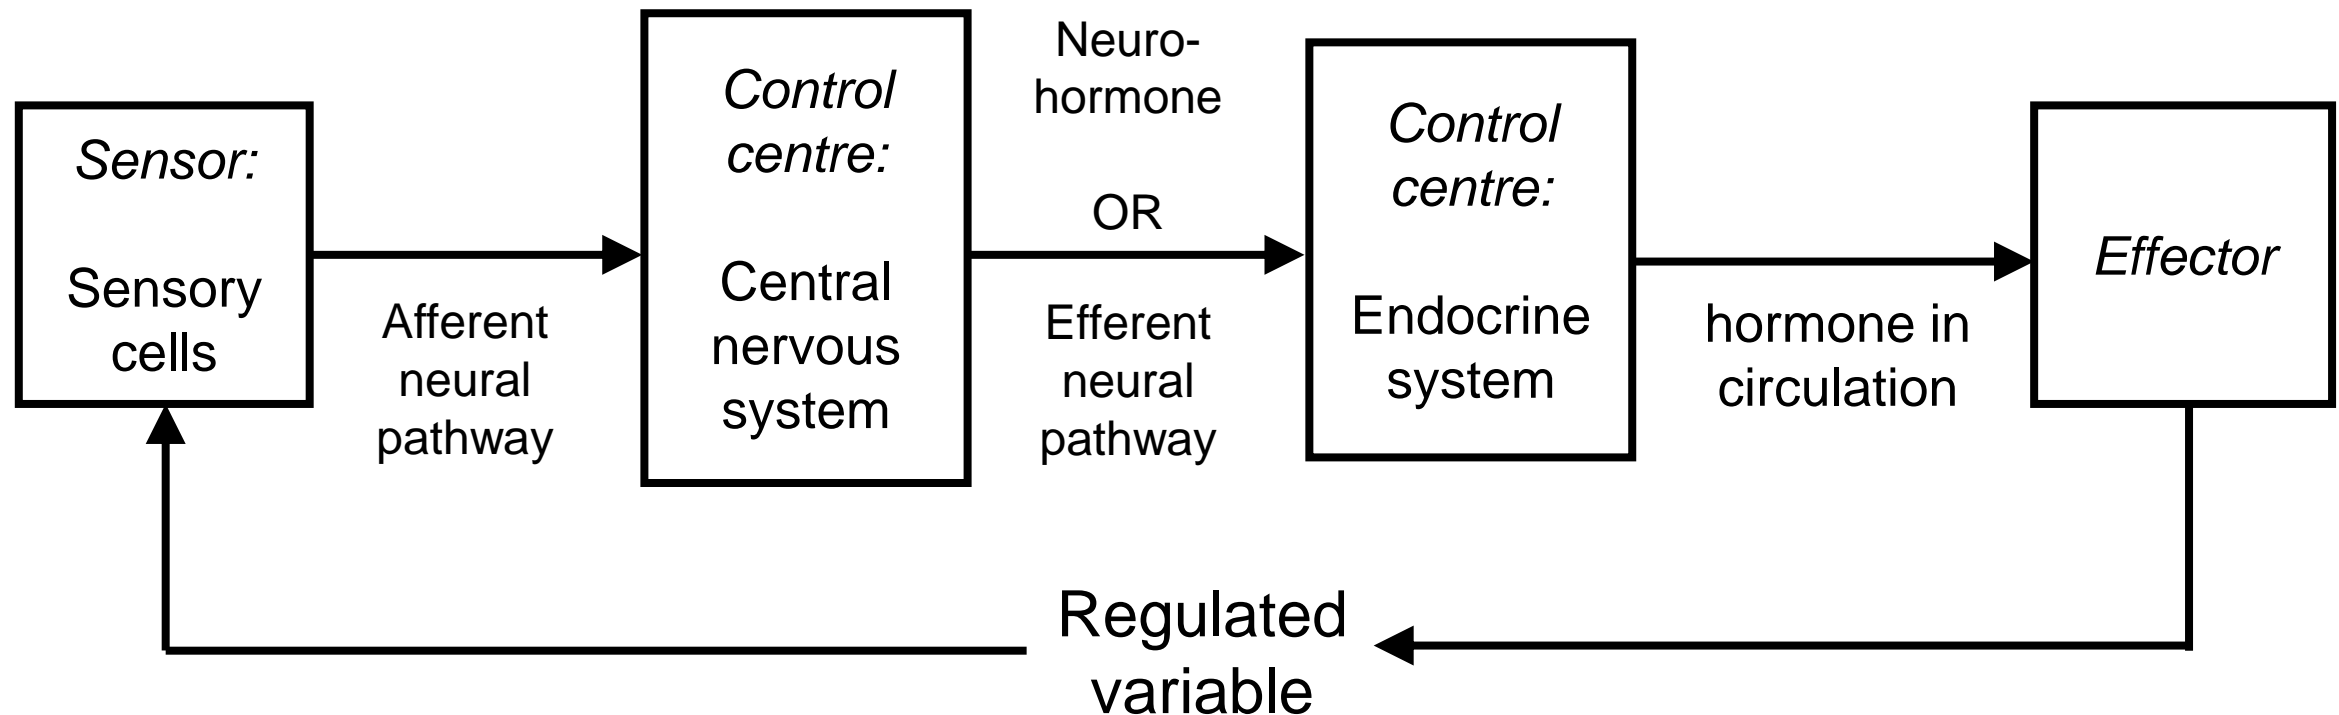 Sensor:
Sensory
cells
Afferent
neural
pathway
Control
centre:
Central
nervous
system
Neuro-
hormone
OR
Efferent
neural
pathway
Control
centre:
Endocrine
system
hormone in
circulation
Effector
Regulated
variable